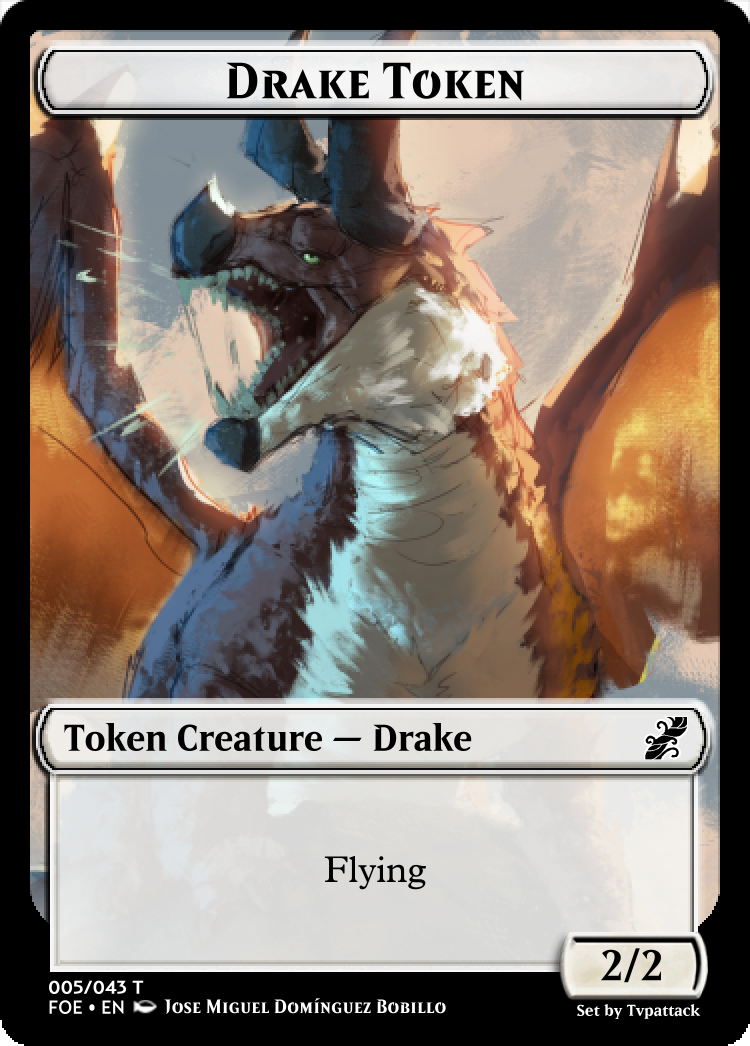 Drake Token
Token Creature — Drake
Flying
2/2
005/043 T
FOE • EN Jose Miguel Domínguez Bobillo
Set by Tvpattack